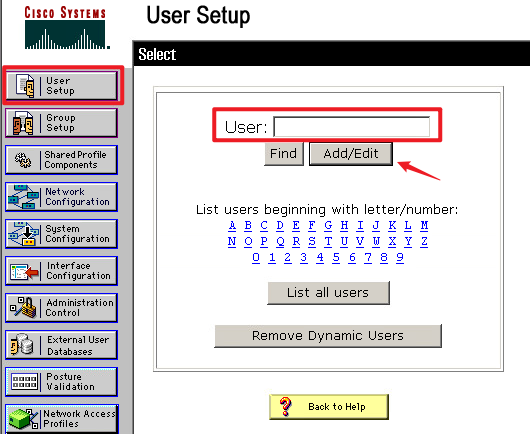 CISCO SYSTEMS
User Setup
Select
User
Setup
Group
Setup
Shared Profile
Components
Network
Configuration
System
Configuration
Interface
Configuration
Administration
Control
External User
Databases
Posture
Validation
Network Access
Profiles
User:
Find Add/Edit
List users beginning with letter/number:
A B C D E F G H I J K L M
N O P Q R S T U V W X Y Z
0 1 2 3 4 5 6 7 8 9
List all users
Remove Dynamic Users
? Back to Help